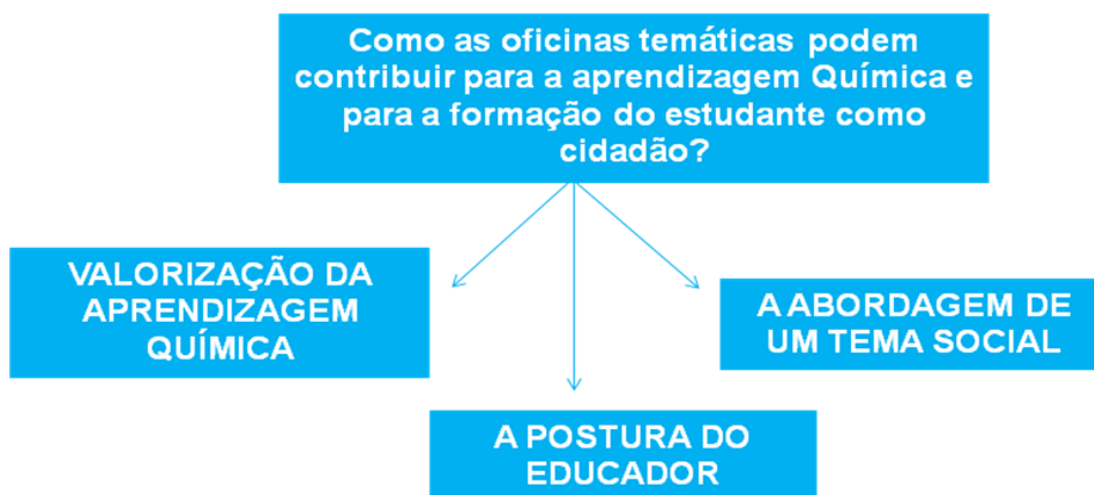 Como as oficinas temáticas podem
contribuir para a aprendizagem Química e
para a formação do estudante como
cidadão?
VALORIZAÇÃO DA
APRENDIZAGEM
QUÍMICA
A POSTURA DO
EDUCADOR
A ABORDAGEM DE
UM TEMA SOCIAL